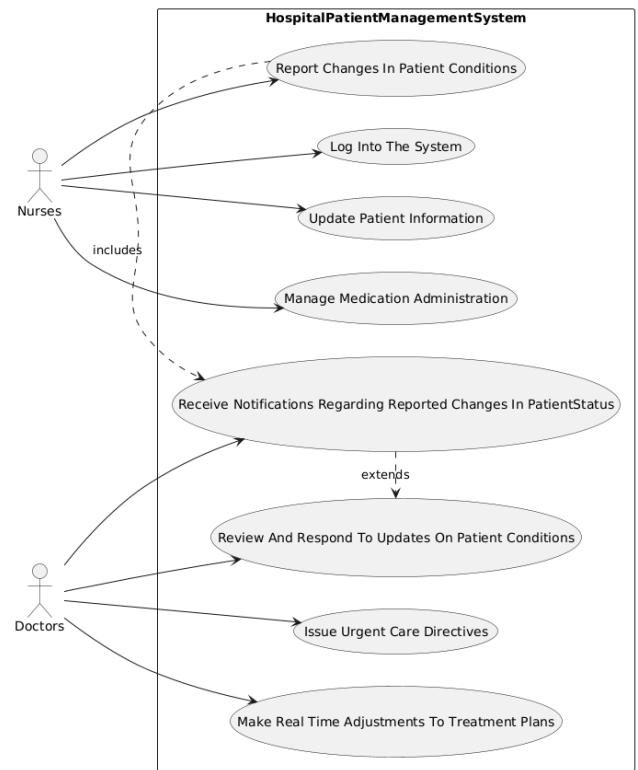 HospitalPatientManagementSystem
Report Changes In Patient Conditions
Log Into The System
Nurses
Update Patient Information
includes
Manage Medication Administration
Receive Notifications Regarding Reported Changes In PatientStatus
extends
Review And Respond To Updates On Patient Conditions
Doctors
Issue Urgent Care Directives
Make Real Time Adjustments To Treatment Plans